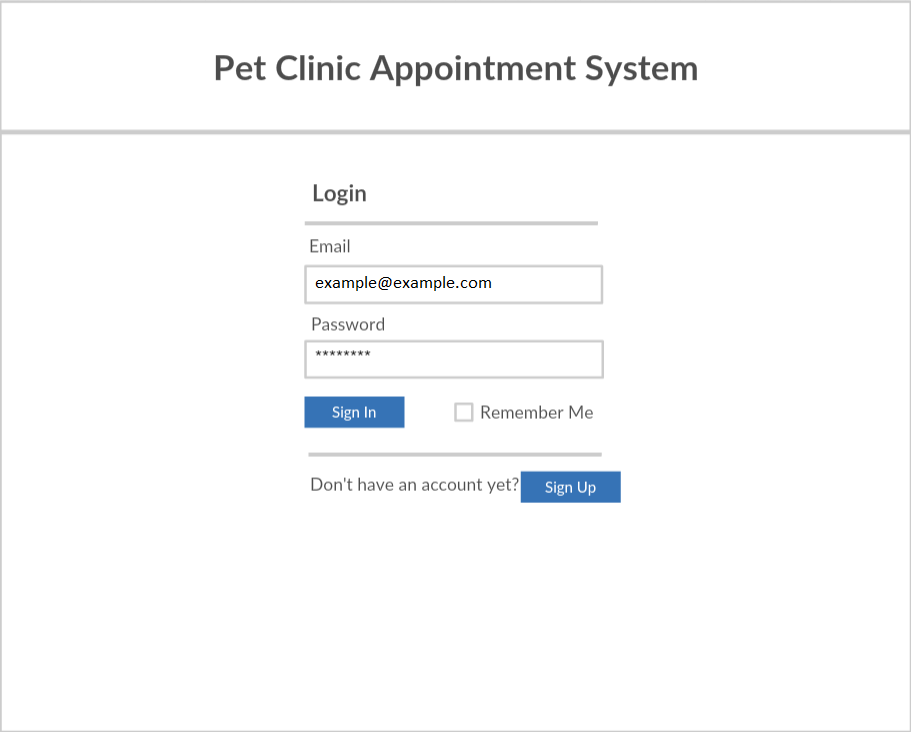 Pet Clinic Appointment System
Login
Email
example@example.com
Password
********
Sign In
Remember Me
Don't have an account yet?
Sign Up